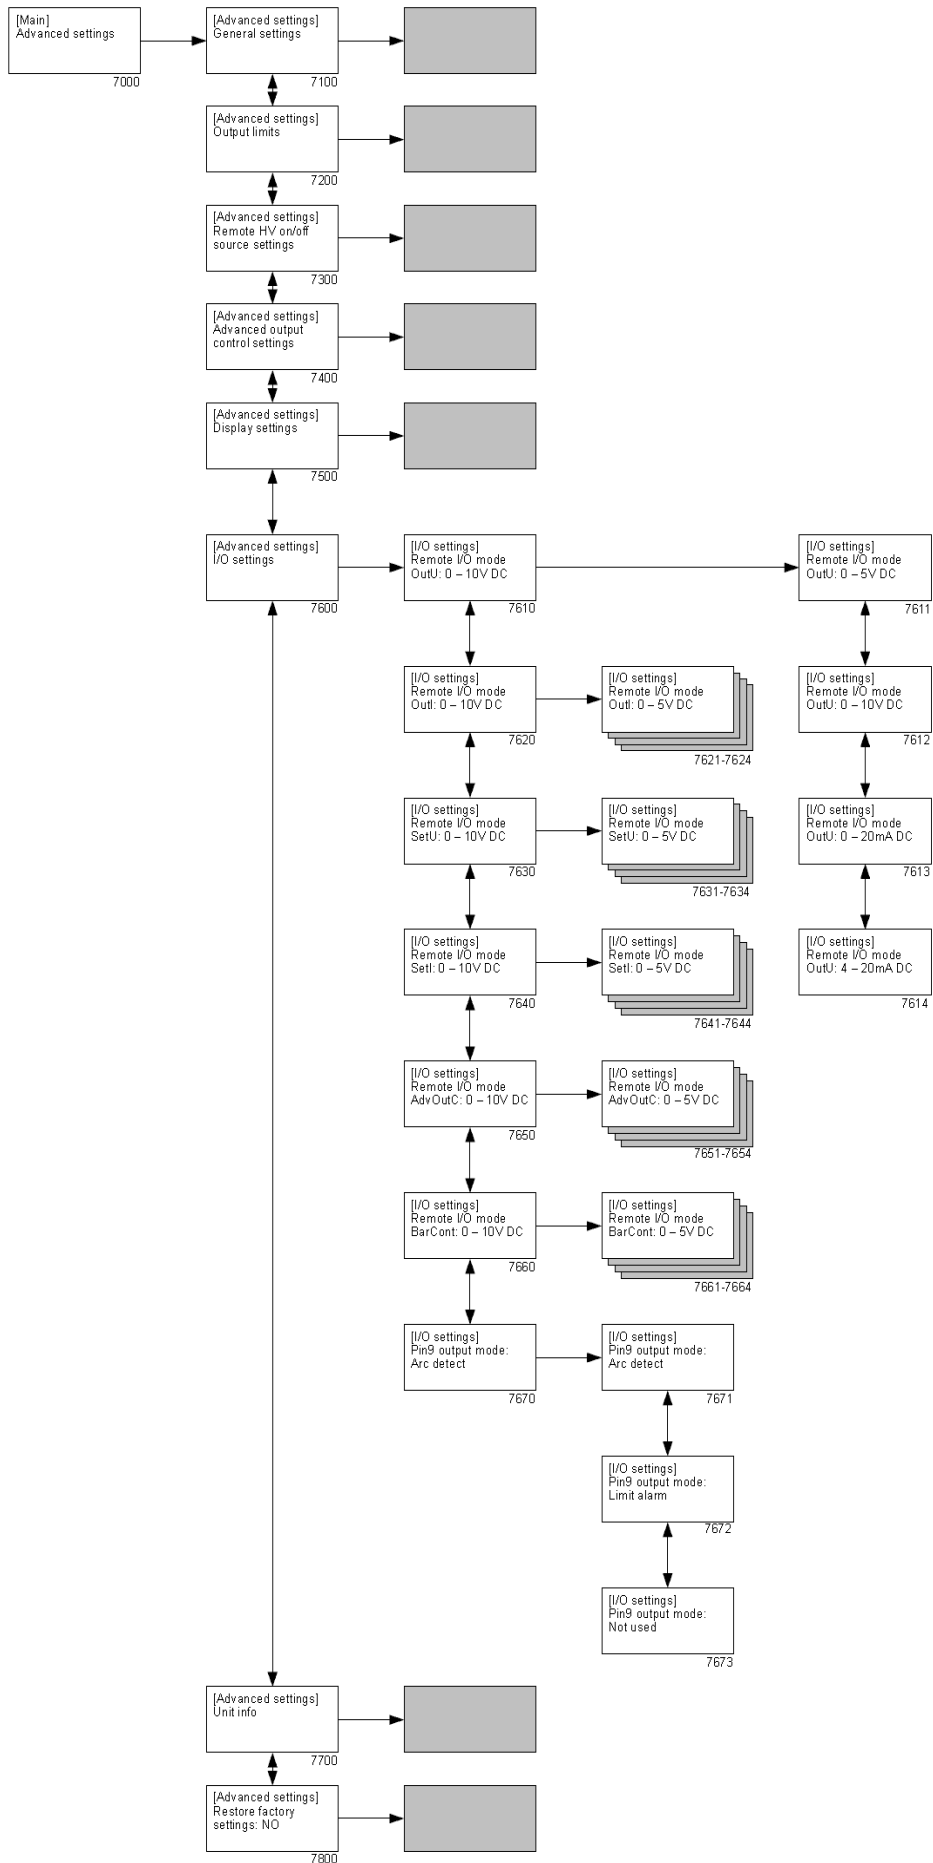 [Main]
Advanced settings
7000
[Advanced settings]
General settings
7100
[Advanced settings]
Output limits
7200
[Advanced settings]
Remote HV on/off
source settings
7300
[Advanced settings]
Advanced output
control settings
7400
[Advanced settings]
Display settings
7500
[Advanced settings]
I/O settings
7600
[I/O settings]
Remote I/O mode
OutU: 0 – 10V DC
7610
[I/O settings]
Remote I/O mode
OutU: 0 – 5V DC
7611
[I/O settings]
Remote I/O mode
OutI: 0 – 10V DC
7620
[I/O settings]
Remote I/O mode
OutI: 0 – 5V DC
7621-7624
[I/O settings]
Remote I/O mode
OutU: 0 – 10V DC
7612
[I/O settings]
Remote I/O mode
SetU: 0 – 10V DC
7630
[I/O settings]
Remote I/O mode
SetU: 0 – 5V DC
7631-7634
[I/O settings]
Remote I/O mode
OutU: 0 – 20mA DC
7613
[I/O settings]
Remote I/O mode
SetI: 0 – 10V DC
7640
[I/O settings]
Remote I/O mode
SetI: 0 – 5V DC
7641-7644
[I/O settings]
Remote I/O mode
OutU: 4 – 20mA DC
7614
[I/O settings]
Remote I/O mode
AdvOutC: 0 – 10V DC
7650
[I/O settings]
Remote I/O mode
AdvOutC: 0 – 5V DC
7651-7654
[I/O settings]
Remote I/O mode
BarCont: 0 – 10V DC
7660
[I/O settings]
Remote I/O mode
BarCont: 0 – 5V DC
7661-7664
[I/O settings]
Pin9 output mode:
Arc detect
7670
[I/O settings]
Pin9 output mode:
Arc detect
7671
[I/O settings]
Pin9 output mode:
Limit alarm
7672
[I/O settings]
Pin9 output mode:
Not used
7673
[Advanced settings]
Unit info
7700
[Advanced settings]
Restore factory
settings: NO
7800